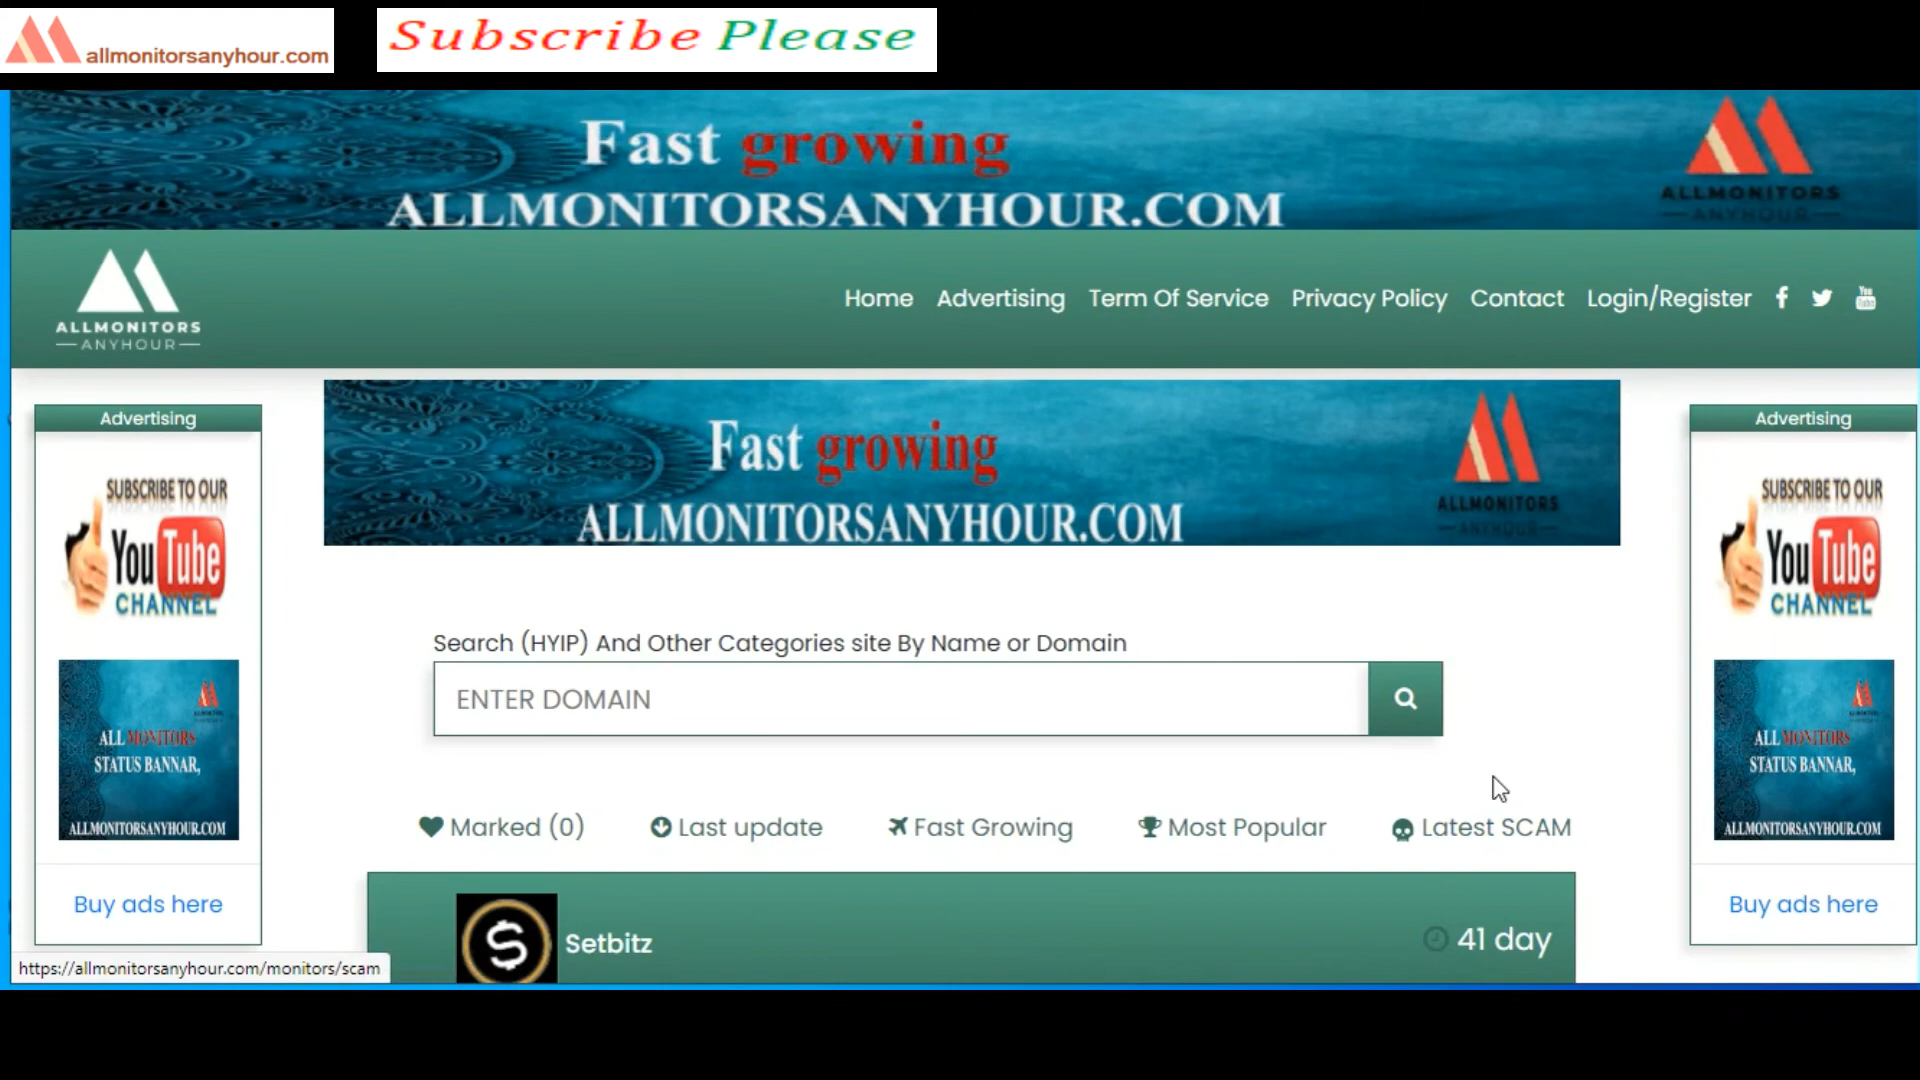 allmonitorsanyhour.com
Subscribe Please
Fast growing
ALLMONITORSANYHOUR.COM
ALLMONITORS
ANYHOUR
ALLMONITORS
ANYHOUR
Home Advertising Term Of Service Privacy Policy Contact Login/Register
You
Advertising
SUBSCRIBE TO OUR
YouTube
CHANNEL
ALL MONITORS
STATUS BANNAR,
ALLMONITORSANYHOUR.COM
Buy ads here
Fast growing
ALLMONITORSANYHOUR.COM
ALLMONITORS
ANYHOUR
Search (HYIP) And Other Categories site By Name or Domain
ENTER DOMAIN
Marked (0) Last update Fast Growing Most Popular Latest SCAM
Setbitz
41 day
Advertising
SUBSCRIBE TO OUR
YouTube
CHANNEL
ALL MONITORS
STATUS BANNAR,
ALLMONITORSANYHOUR.COM
Buy ads here
https://allmonitorsanyhour.com/monitors/scam